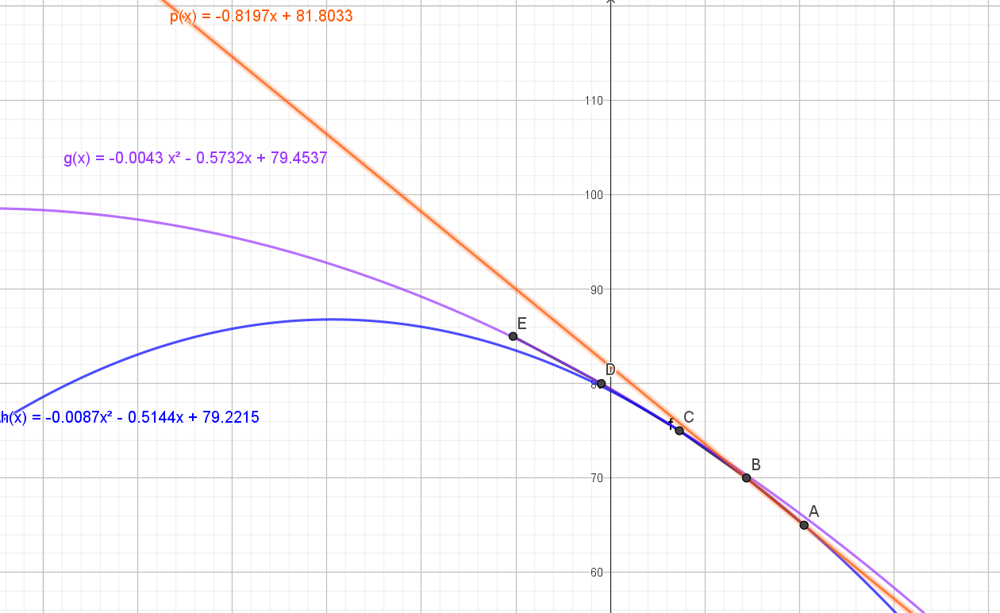 p(x) = -0.8197x + 81.8033
110
g(x) = -0.0043 x² - 0.5732x + 79.4537
100
90
E
D
80
h(x) = -0.0087x² - 0.5144x + 79.2215
f
C
B
70
A
60